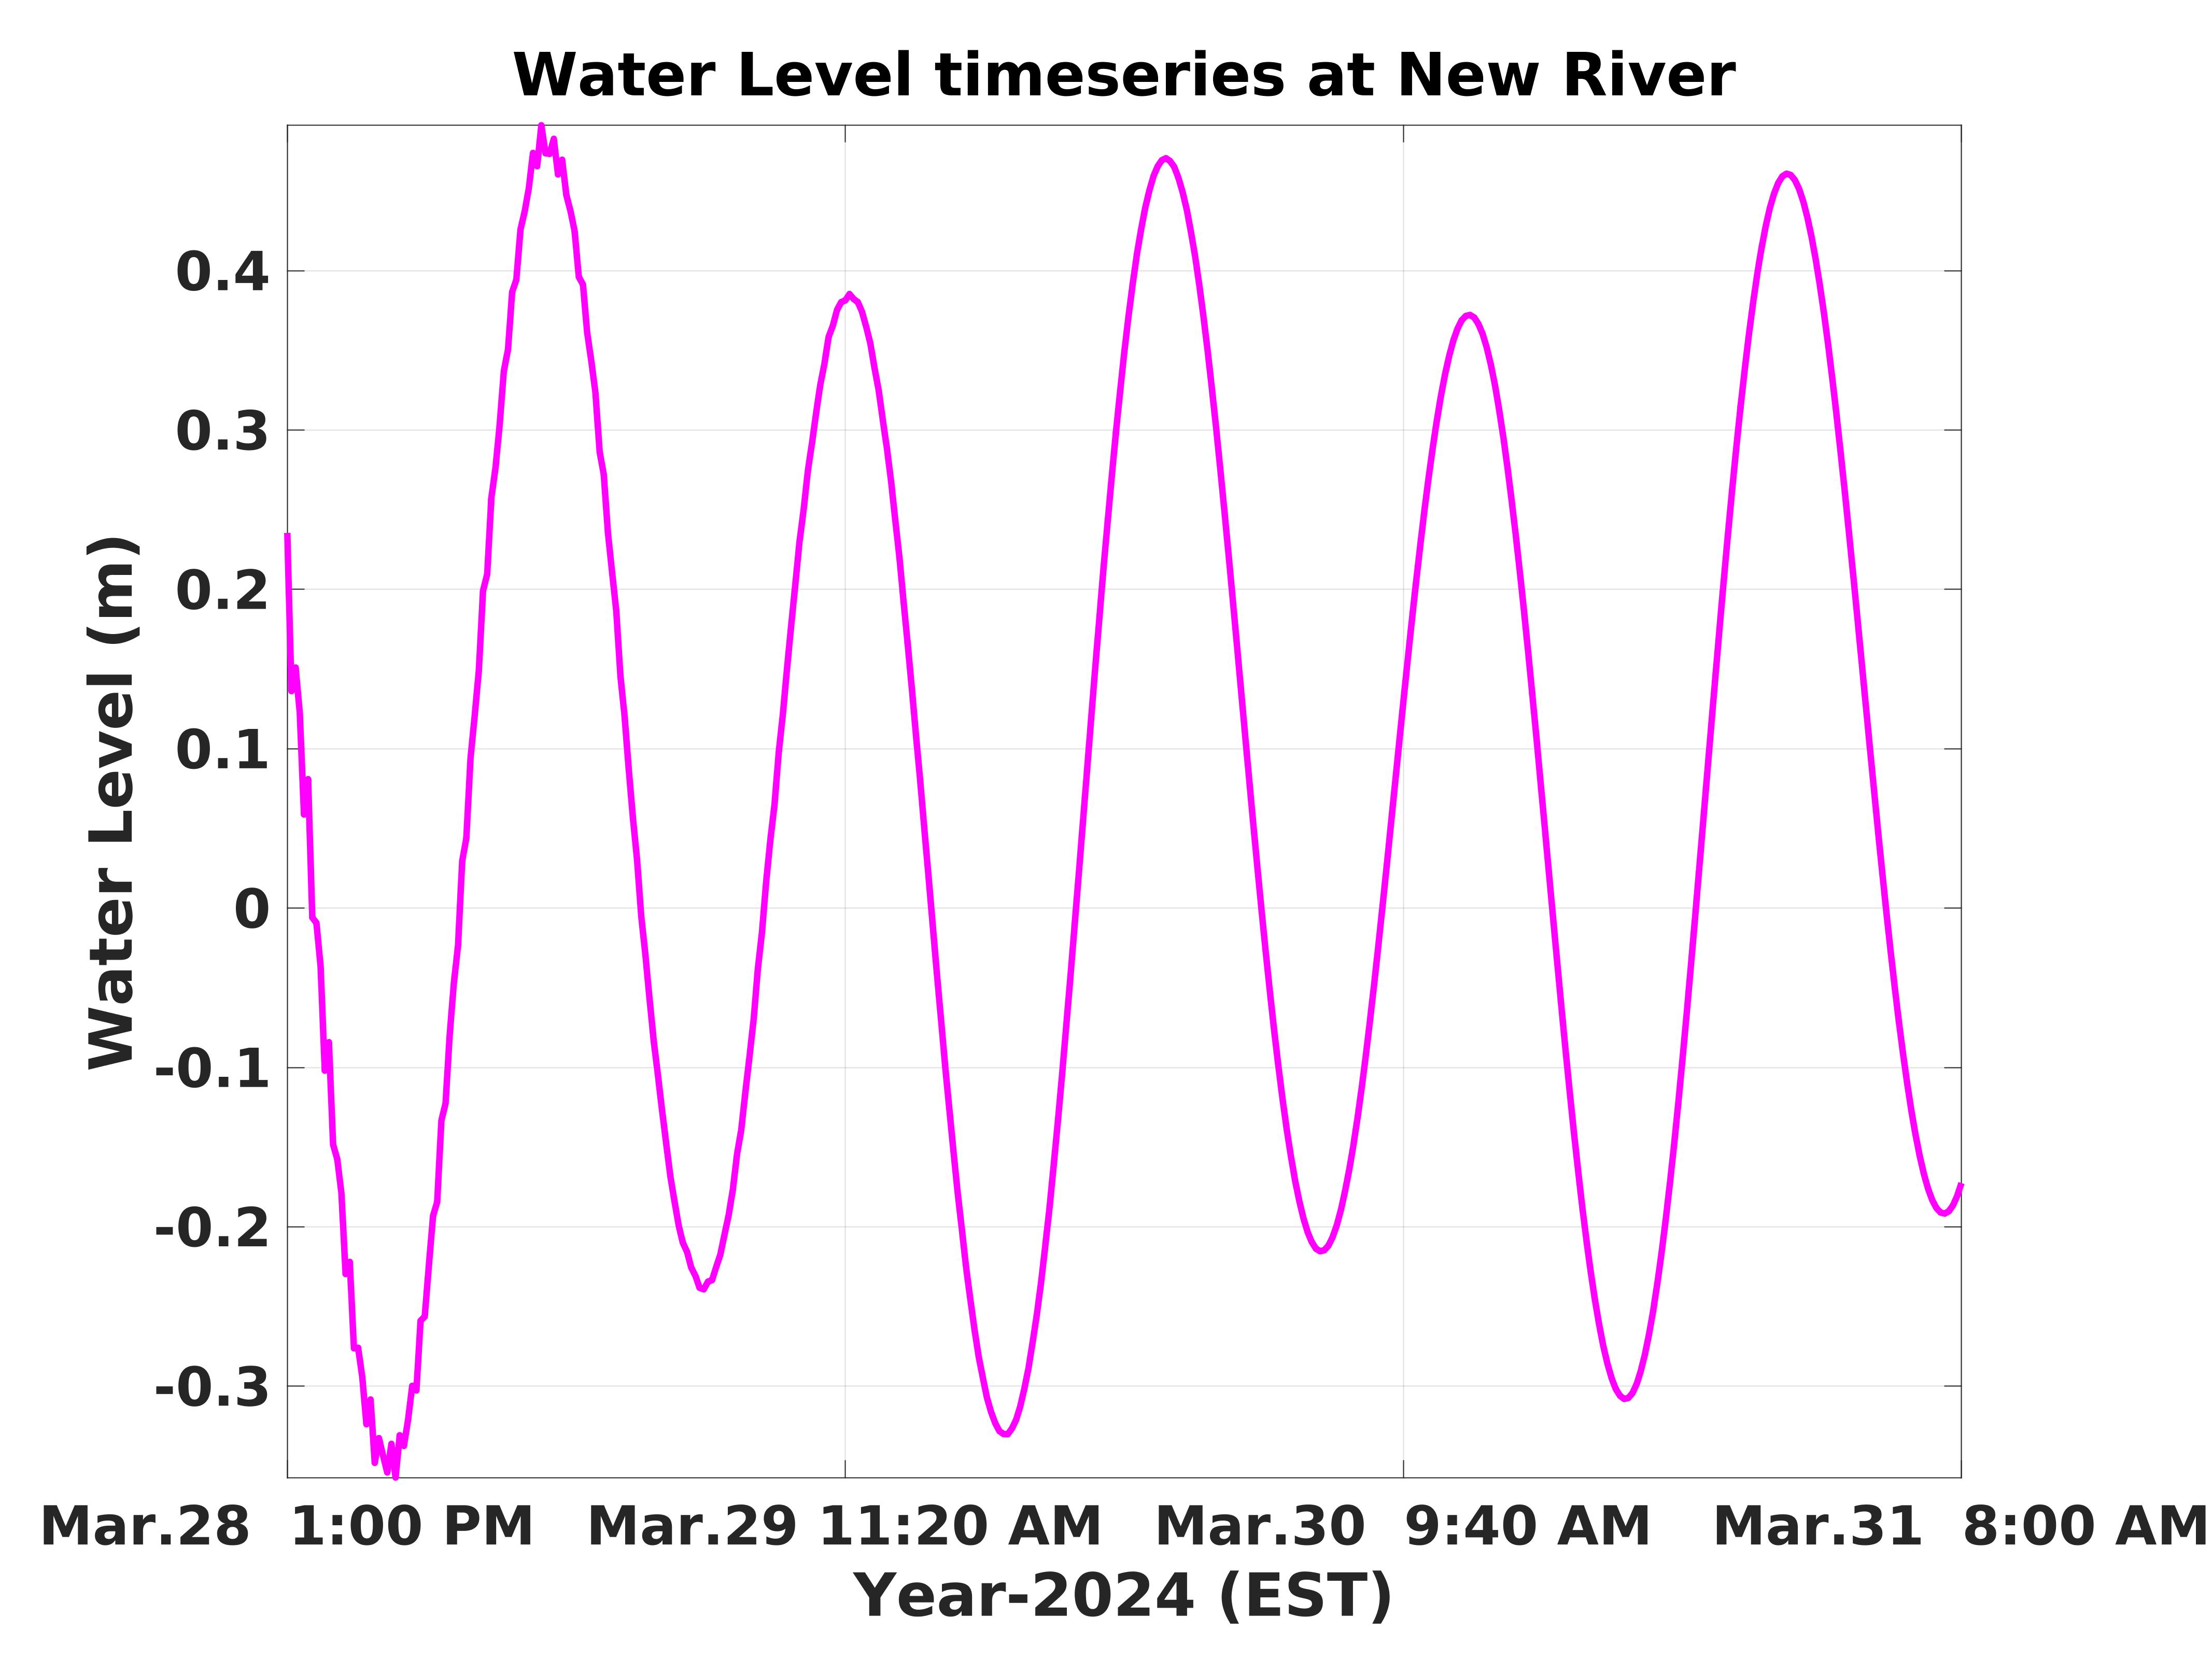 Water Level timeseries at New River
Water Level (m)
0.4
0.3
0.2
0.1
0
-0.1
-0.2
-0.3
Mar.28 1:00 PM Mar.29 11:20 AM Mar.30 9:40 AM Mar.31 8:00 AM
Year-2024 (EST)